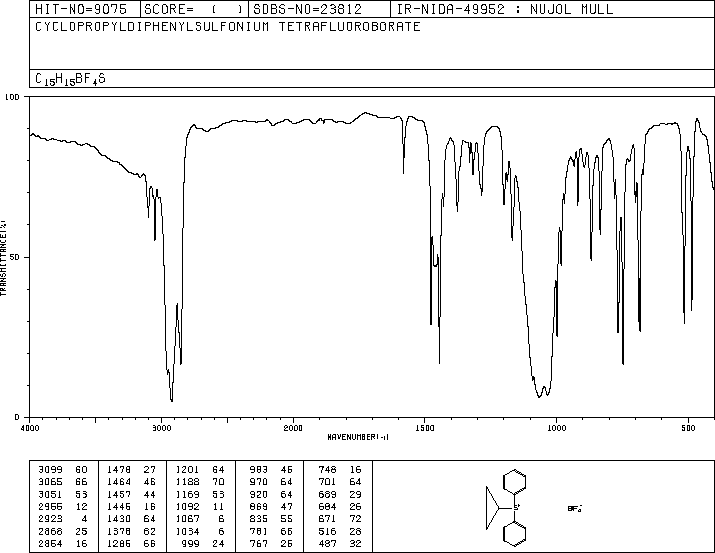 HIT-NO=9075 SCORE= ( ) SDBS-NO=23812 IR-NIDA-49952 : NUJOL MULL
CYCLOPROPYLDIPHENYLSULFONIUM TETRAFLUOROBORATE
C15H15BF4S
100
50
0
TRANSMITTANCE(%)
4000 3000 2000 1500 1000 500
WAVENUMBER(-1)
3099 60 1478 27 1201 64 983 46 748 16
3065 66 1464 46 1188 70 970 64 701 64
3051 53 1457 44 1169 53 920 64 689 29
2955 12 1446 16 1092 11 869 47 684 26
2923 4 1430 64 1067 6 835 55 671 72
2868 25 1378 62 1034 6 781 66 516 28
2854 16 1286 66 999 24 767 26 487 32
S+
BF4-